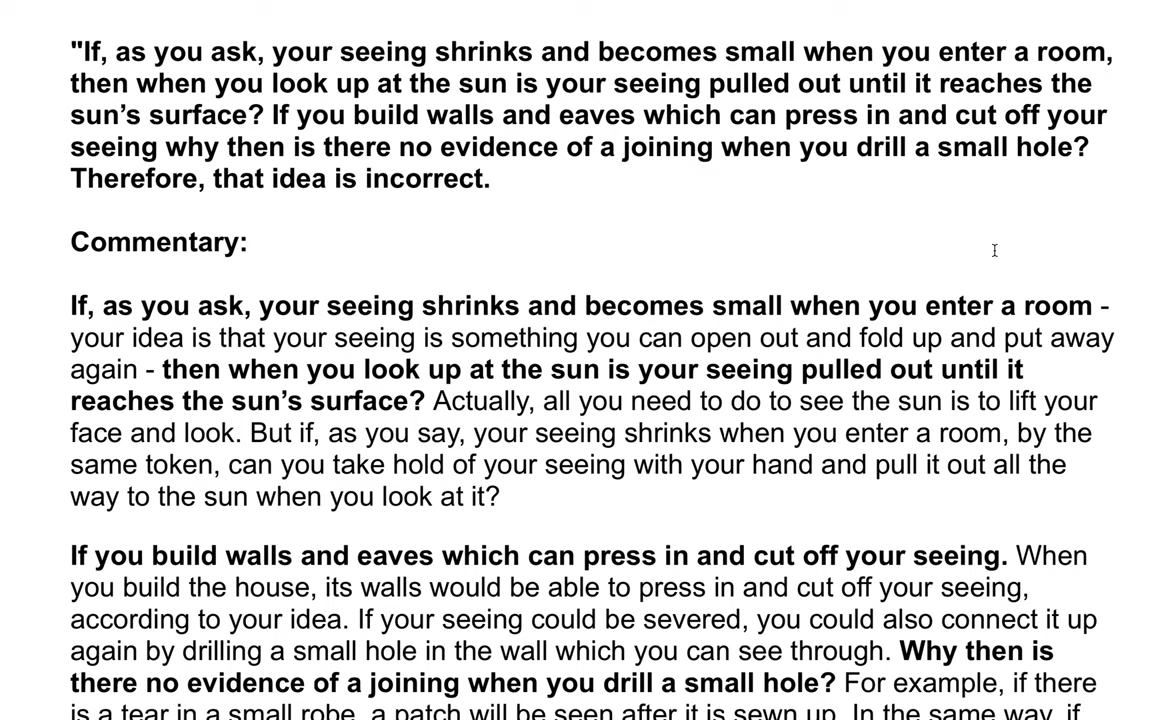 "If, as you ask, your seeing shrinks and becomes small when you enter a room,
then when you look up at the sun is your seeing pulled out until it reaches the
sun’s surface? If you build walls and eaves which can press in and cut off your
seeing why then is there no evidence of a joining when you drill a small hole?
Therefore, that idea is incorrect.
Commentary:
If, as you ask, your seeing shrinks and becomes small when you enter a room -
your idea is that your seeing is something you can open out and fold up and put away
again - then when you look up at the sun is your seeing pulled out until it
reaches the sun’s surface? Actually, all you need to do to see the sun is to lift your
face and look. But if, as you say, your seeing shrinks when you enter a room, by the
same token, can you take hold of your seeing with your hand and pull it out all the
way to the sun when you look at it?
If you build walls and eaves which can press in and cut off your seeing. When
you build the house, its walls would be able to press in and cut off your seeing,
according to your idea. If your seeing could be severed, you could also connect it up
again by drilling a small hole in the wall which you can see through. Why then is
there no evidence of a joining when you drill a small hole? For example, if there
is a tear in a small robe, a patch will be seen after it is sewn up. In the same way, if